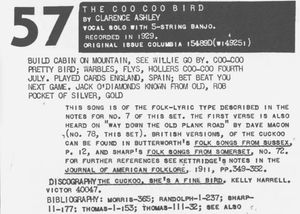 57
THE COO COO BIRD
BY CLARENCE ASHLEY
VOCAL SOLO WITH 5-STRING BANJO.
RECORDED IN 1929.
ORIGINAL ISSUE COLUMBIA 15489D(W149251)
BUILD CABIN ON MOUNTAIN, SEE WILLIE GO BY. COO-COO
PRETTY BIRD; WARBLES, FLYS, HOLLERS COO-COO FOURTH
JULY. PLAYED CARDS ENGLAND, SPAIN; BET BEAT YOU
NEXT GAME. JACK O'DIAMONDS KNOWN FROM OLD, ROB
POCKET OF SILVER, GOLD
THIS SONG IS OF THE FOLK-LYRIC TYPE DESCRIBED IN THE
NOTES FOR NO. 7 OF THIS SET. THE FIRST VERSE IS ALSO
HEARD ON "WAY DOWN THE OLD PLANK ROAD" BY DAVE MACON
(NO. 78, THIS SET). BRITISH VERSIONS, OF THE CUCKOO
CAN BE FOUND IN BUTTERWORTH'S FOLK SONGS FROM SUSSEX,
P. 12, AND SHARP'S FOLK SONGS FROM SOMERSET, NO. 72.
FOR FURTHER REFERENCES SEE KETTRIDGE'S NOTES IN THE
JOURNAL OF AMERICAN FOLKLORE, 1911, PP.349-352.
DISCOGRAPHY THE CUCKOO, SHE'S A FINE BIRD, KELLY HARRELL.
VICTOR 40047.
BIBLIOGRAPHY: MORRIS-365; RANDOLPH-1-237; SHARP-
11-177; THOMAS-1-153; THOMAS-111-32; SEE ALSO